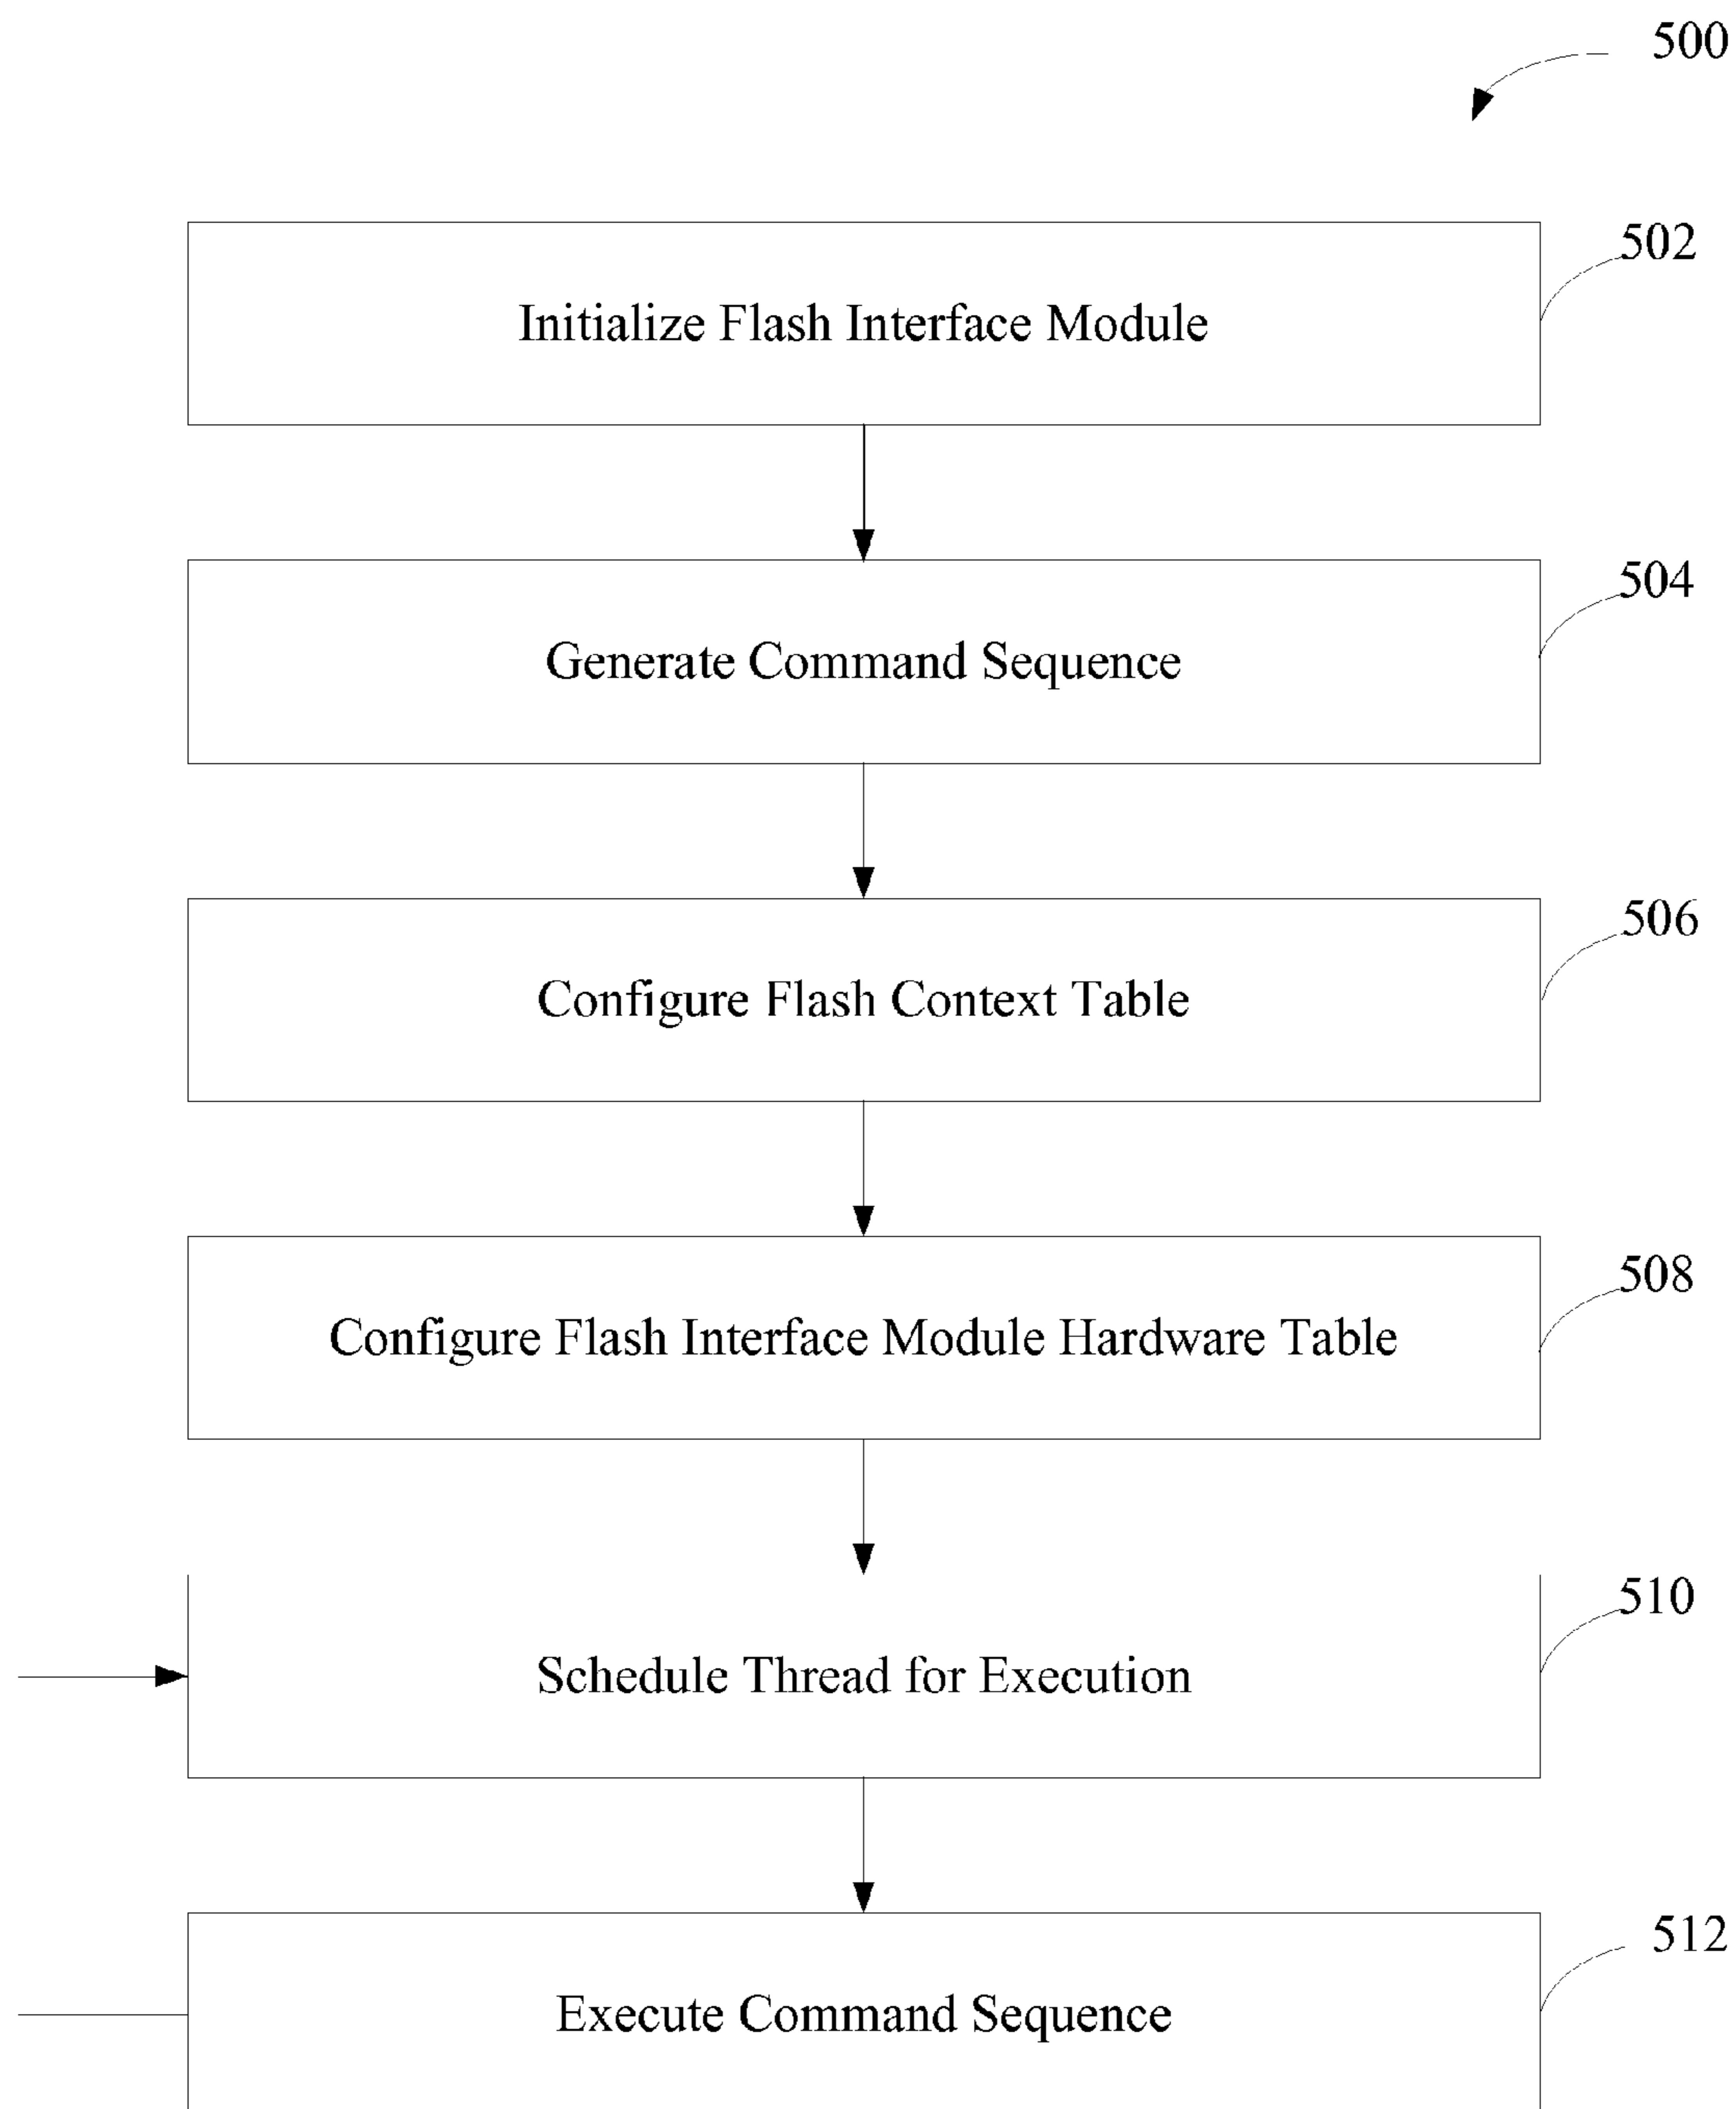 500
502
Initialize Flash Interface Module
504
Generate Command Sequence
506
Configure Flash Context Table
508
Configure Flash Interface Module Hardware Table
510
Schedule Thread for Execution
512
Execute Command Sequence